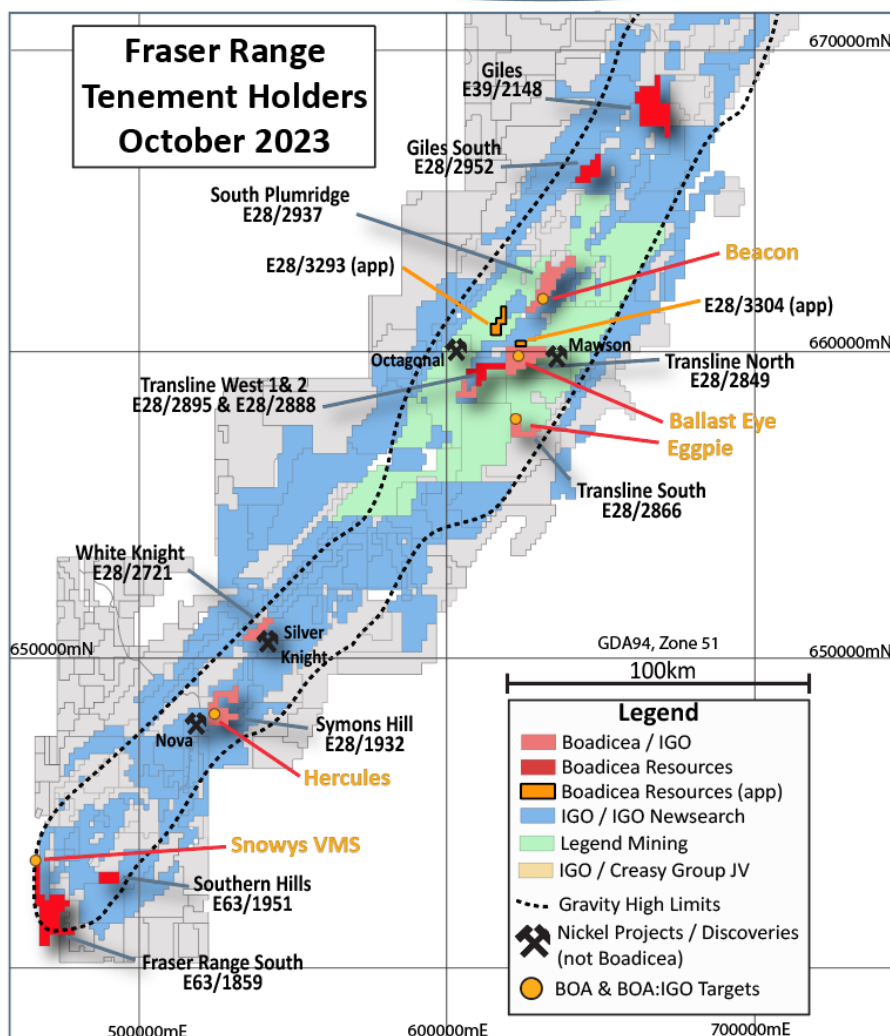 Fraser Range
Tenement Holders
October 2023
670000mN
Giles
E39/2148
Giles South
E28/2952
South Plumridge
E28/2937
E28/3293 (app)
Beacon
E28/3304 (app)
660000mN
Octagonal
Mawson
Transline North
E28/2849
Transline West 1& 2
E28/2895 & E28/2888
Ballast Eye
Eggpie
Transline South
E28/2866
White Knight
E28/2721
Silver
Knight
650000mN
GDA94, Zone 51
650000mN
100km
Symons Hill
E28/1932
Nova
Hercules
Snowys VMS
Southern Hills
E63/1951
Fraser Range South
E63/1859
Legend
Boadicea / IGO
Boadicea Resources
Boadicea Resources (app)
IGO / IGO Newsearch
Legend Mining
IGO / Creasy Group JV
Gravity High Limits
Nickel Projects / Discoveries
(not Boadicea)
BOA & BOA:IGO Targets
500000mE
600000mE
700000mE